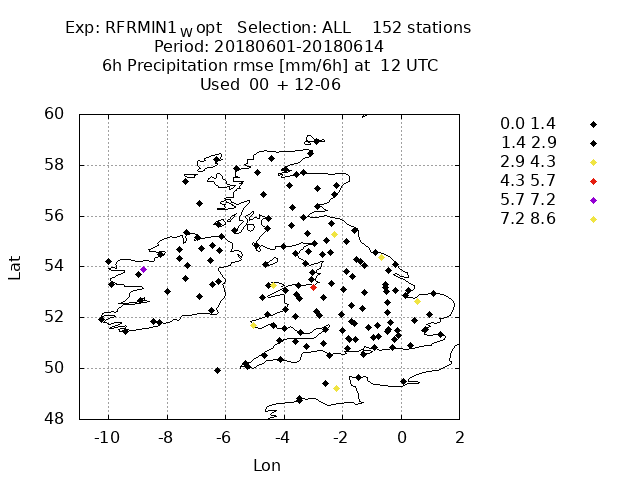 Exp: RFRMIN1wopt Selection: ALL 152 stations
Period: 20180601-20180614
6h Precipitation rmse [mm/6h] at 12 UTC
Used 00 + 12-06
0.0 1.4
1.4 2.9
2.9 4.3
4.3 5.7
5.7 7.2
7.2 8.6
60
58
56
54
52
50
48
Lat
-10 -8 -6 -4 -2 0 2
Lon